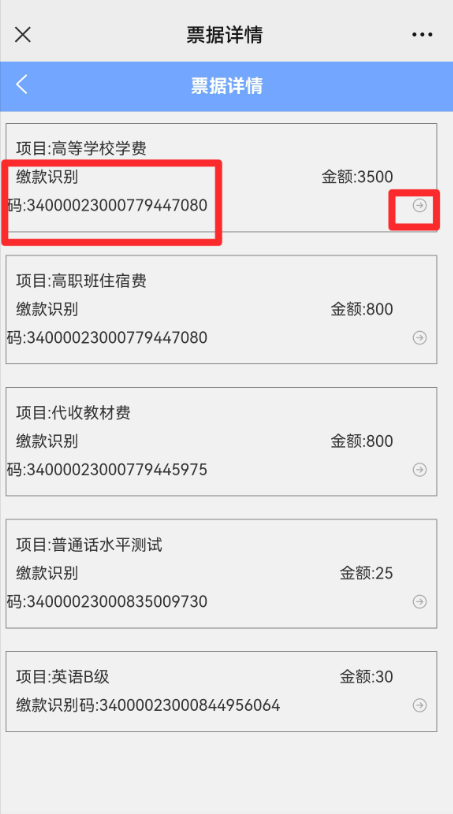 票据详情
票据详情
项目:高等学校学费
缴款识别 金额:3500
码:34000023000779447080
项目:高职班住宿费
缴款识别 金额:800
码:34000023000779447080
项目:代收教材费
缴款识别 金额:800
码:34000023000779445975
项目:普通话水平测试
缴款识别 金额:25
码:34000023000835009730
项目:英语B级 金额:30
缴款识别码:34000023000844956064